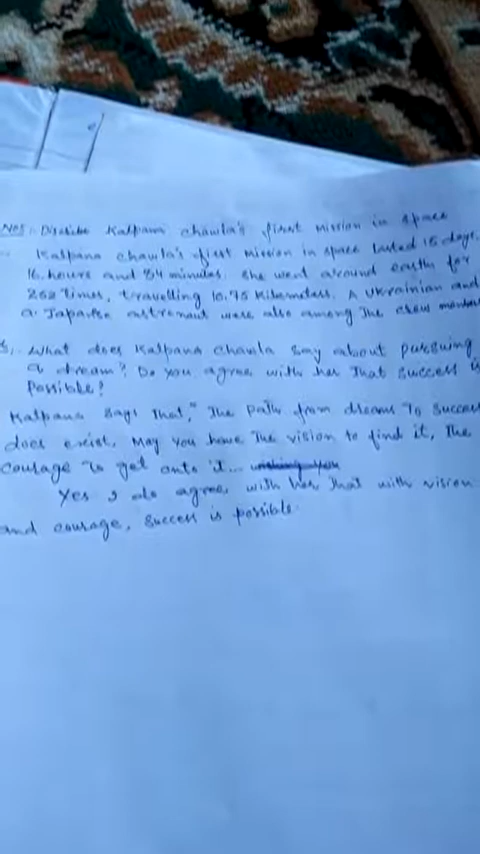 Describe Kalpana Chawla's first mission in space
Kalpana Chawla's first mission in space lasted 15 days,
16 hours and 34 minutes. She went around earth for
252 times, travelling 10.75 kilometers. A Ukrainian and
a Japanese astronaut were also among The crew
What does Kalpana Chawla say about pursuing
a dream? Do you agree with her That success is
Possible?
Kalpana says That," The path from dreams To success
does exist. May you have The vision to find it, The
courage To get onto it...
Yes I do agree, with her That with vision
and courage, success is possible.